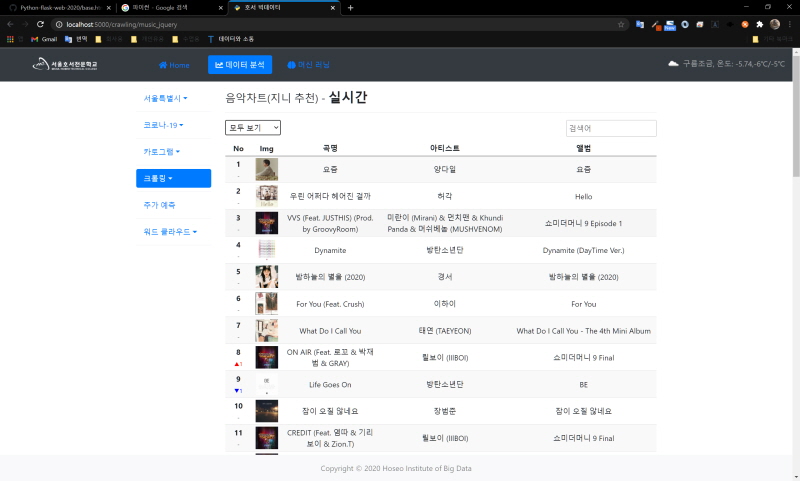 Python-flask-web-2020/base.ht
파이썬 - Google 검색
호서 빅데이터
localhost:5000/crawling/music_jquery
Gmail
번역
데이터와 소통
서울호서전문학교
Home
데이터 분석
머신 러닝
구름조금, 온도: -5.74,-6℃/-5℃
서울특별시
코로나-19
카토그램
크롤링
주가 예측
워드 클라우드
음악차트(지니 추천) - 실시간
모두 보기
검색어
No Img 곡명 아티스트 앨범
1 요즘 양다일 요즘
-
2 우린 어쩌다 헤어진 걸까 허각 Hello
-
3 VVS (Feat. JUSTHIS) (Prod. by GroovyRoom) 미란이 (Mirani) & 먼치맨 & Khundi Panda & 머쉬베놈 (MUSHVENOM) 쇼미더머니 9 Episode 1
-
4 Dynamite 방탄소년단 Dynamite (DayTime Ver.)
-
5 밤하늘의 별을 (2020) 경서 밤하늘의 별을 (2020)
-
6 For You (Feat. Crush) 이하이 For You
-
7 What Do I Call You 태연 (TAEYEON) What Do I Call You - The 4th Mini Album
-
8 ON AIR (Feat. 로꼬 & 박재범 & GRAY) 릴보이 (lIlBOI) 쇼미더머니 9 Final
▲1
9 Life Goes On 방탄소년단 BE
▼1
10 잠이 오질 않네요 장범준 잠이 오질 않네요
-
11 CREDIT (Feat. 염따 & 기리보이 & Zion.T) 릴보이 (lIlBOI) 쇼미더머니 9 Final
-
Copyright © 2020 Hoseo Institute of Big Data